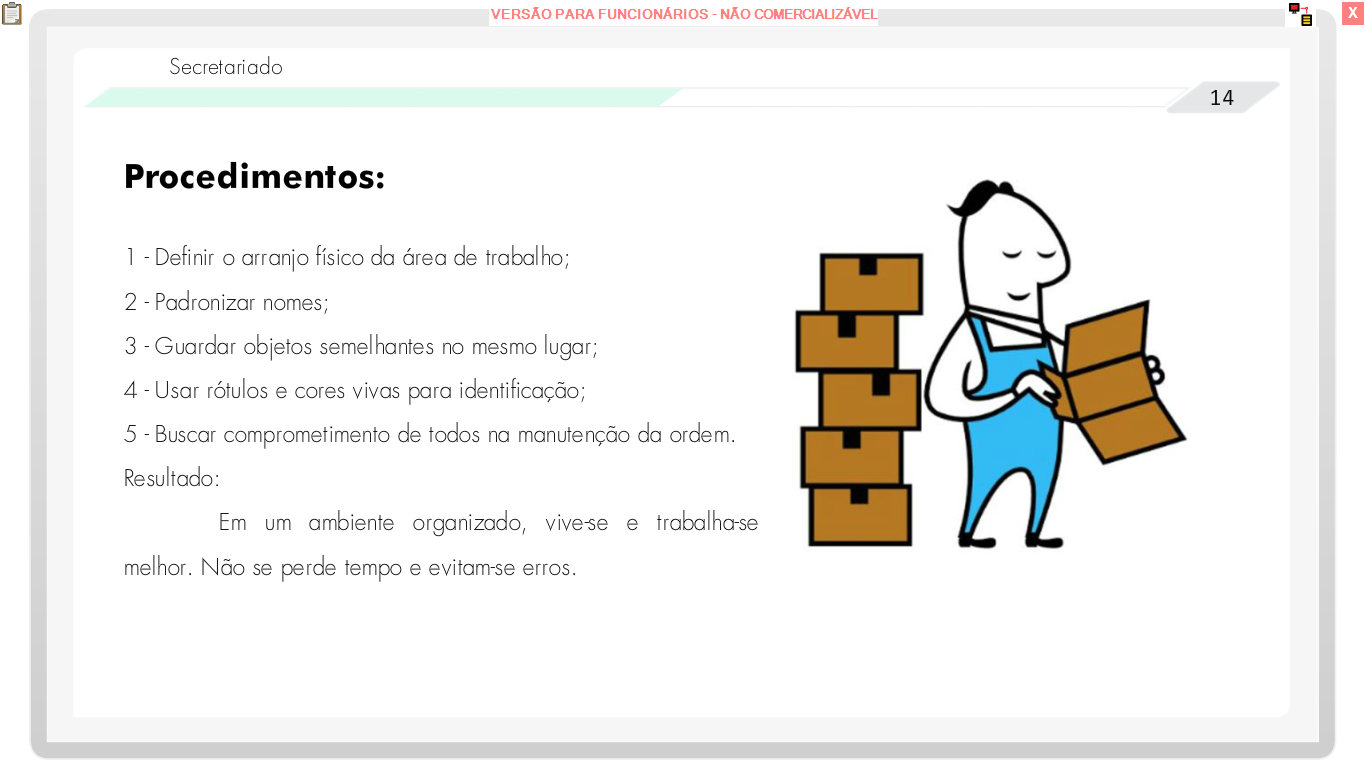 VERSÃO PARA FUNCIONÁRIOS - NÃO COMERCIALIZÁVEL
X
Secretariado
14
Procedimentos:
1 - Definir o arranjo físico da área de trabalho;
2 - Padronizar nomes;
3 - Guardar objetos semelhantes no mesmo lugar;
4 - Usar rótulos e cores vivas para identificação;
5 - Buscar comprometimento de todos na manutenção da ordem.
Resultado:
Em um ambiente organizado, vive-se e trabalha-se
melhor. Não se perde tempo e evitam-se erros.